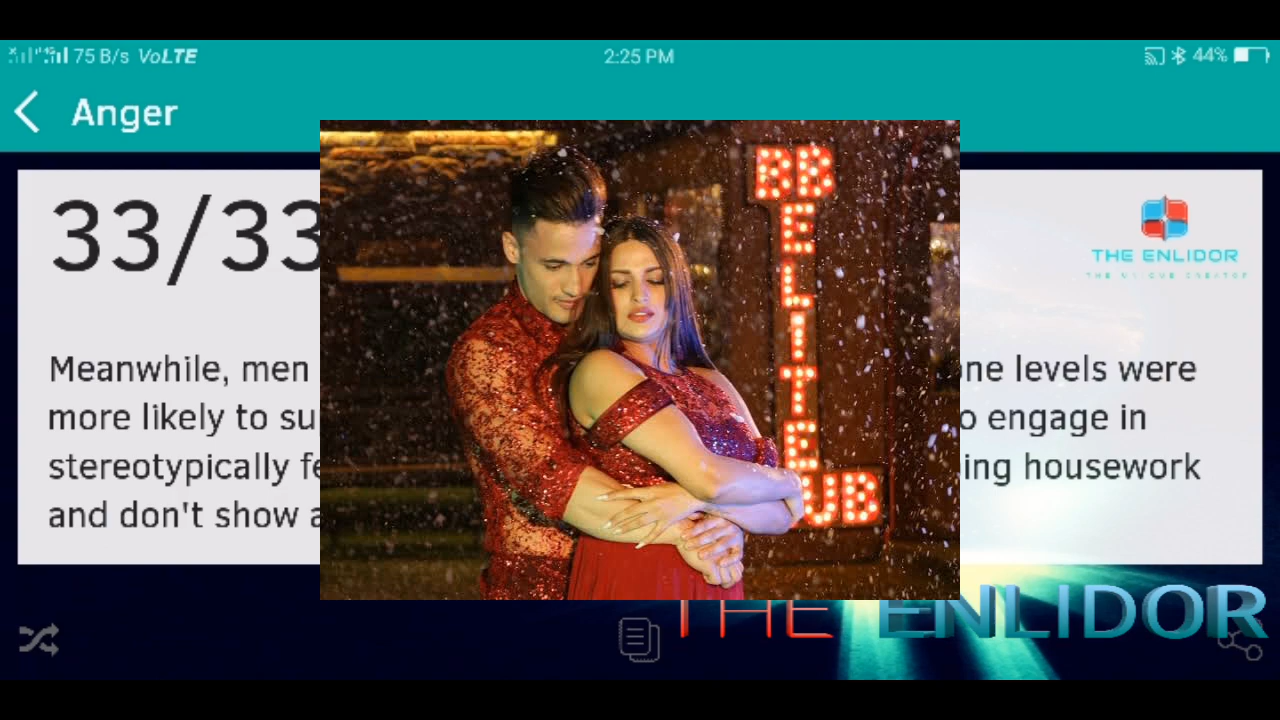 75 B/s VoLTE
2:25 PM
44%
Anger
33/33
THE ENLIDOR
Meanwhile, men
ne levels were
more likely to su
o engage in
stereotypically fe
ing housework
and don't show a
BB
ELITE
UB
THE ENLIDOR